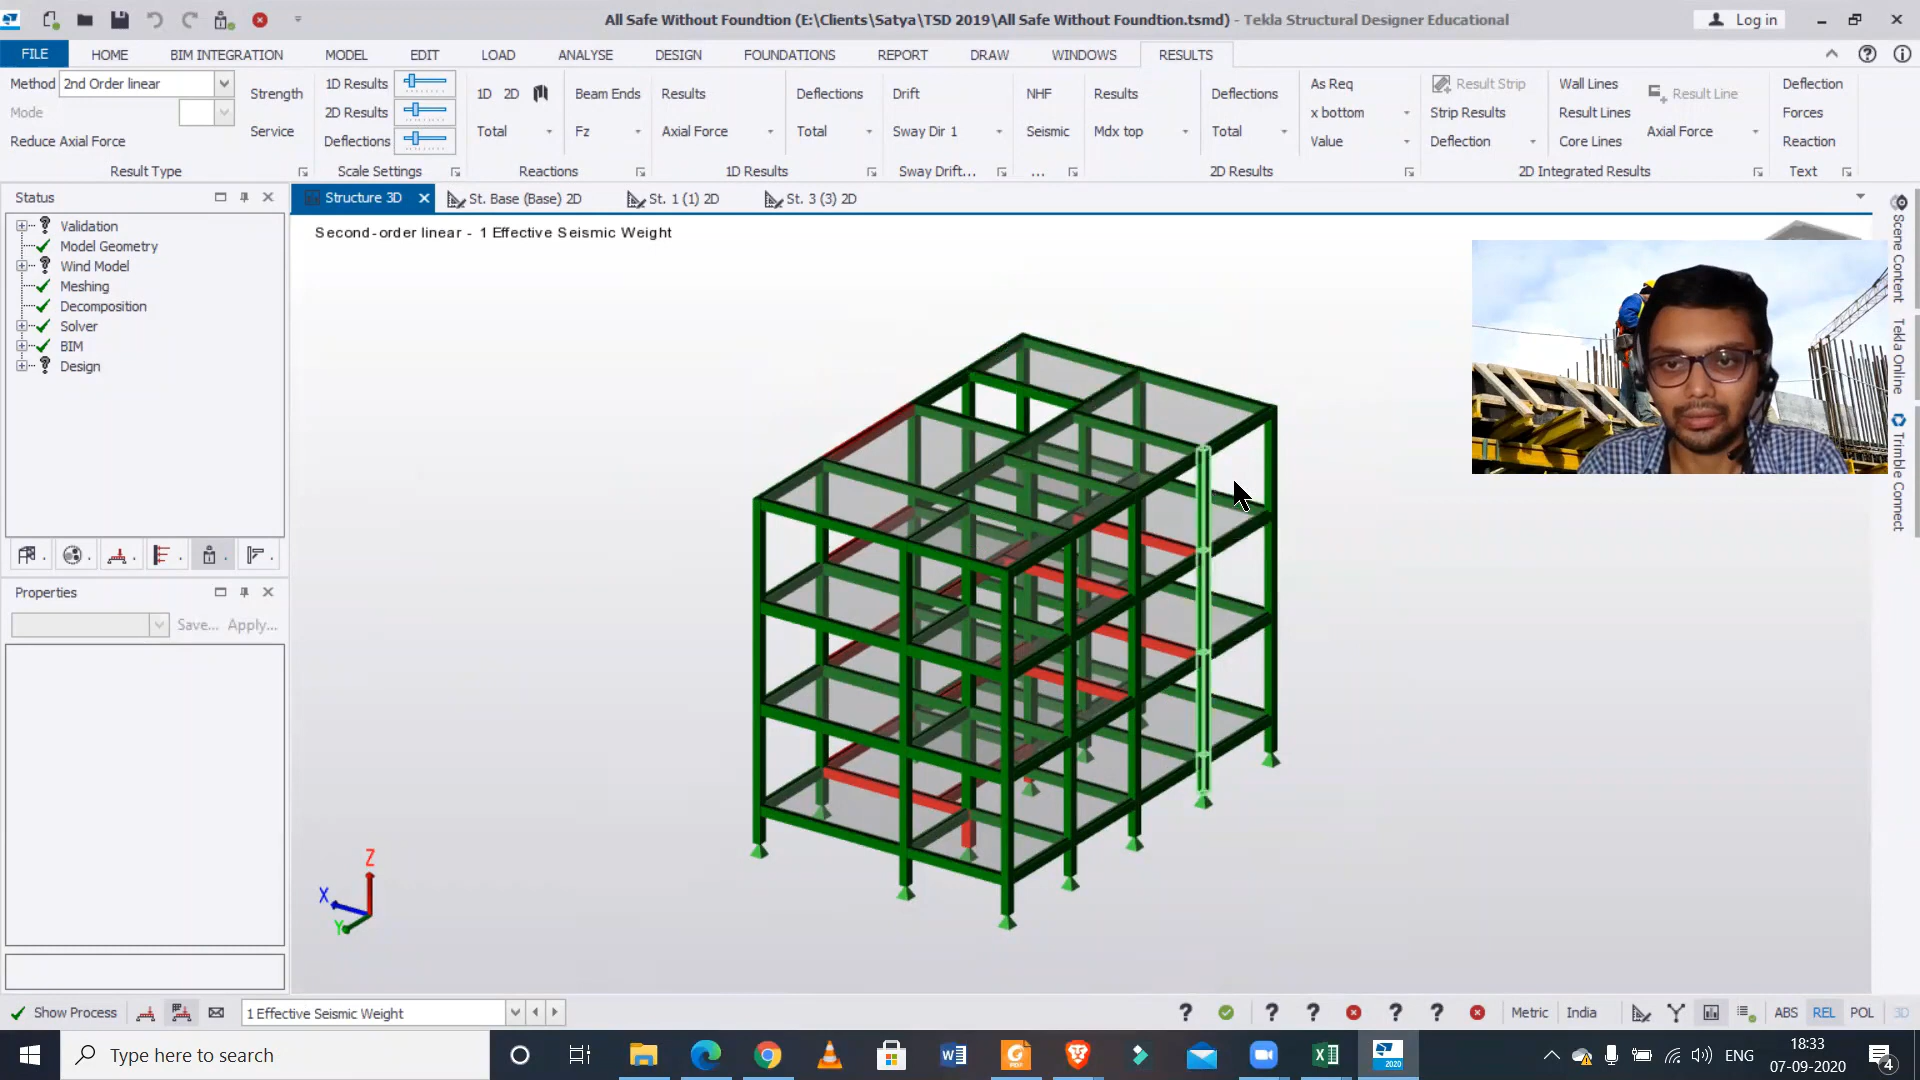 All Safe Without Foundtion (E:\Clients\Satya\TSD 2019\All Safe Without Foundtion.tsmd) - Tekla Structural Designer Educational
Log in
FILE HOME BIM INTEGRATION MODEL EDIT LOAD ANALYSE DESIGN FOUNDATIONS REPORT DRAW WINDOWS RESULTS
Method 2nd Order linear
Mode
Reduce Axial Force
Strength
Service
Result Type
1D Results
2D Results
Deflections
Scale Settings
1D 2D
Total
Reactions
Beam Ends
Fz
Results
Axial Force
Deflections
Total
1D Results
Drift
Sway Dir 1
Sway Drift...
NHF
Seismic
...
Results
Mdx top
Deflections
Total
As Req
x bottom
Value
2D Results
Result Strip
Strip Results
Deflection
Wall Lines
Result Lines
Core Lines
Result Line
Axial Force
2D Integrated Results
Deflection
Forces
Reaction
Text
Status
Validation
Model Geometry
Wind Model
Meshing
Decomposition
Solver
BIM
Design
Properties
Save... Apply...
Structure 3D
St. Base (Base) 2D
St. 1 (1) 2D
St. 3 (3) 2D
Second-order linear - 1 Effective Seismic Weight
Z
X
Y
Scene Content
Tekla Online
Trimble Connect
Show Process
1 Effective Seismic Weight
Metric India ABS REL POL 3D
Type here to search
PDF
2020
ENG
18:33
07-09-2020
4